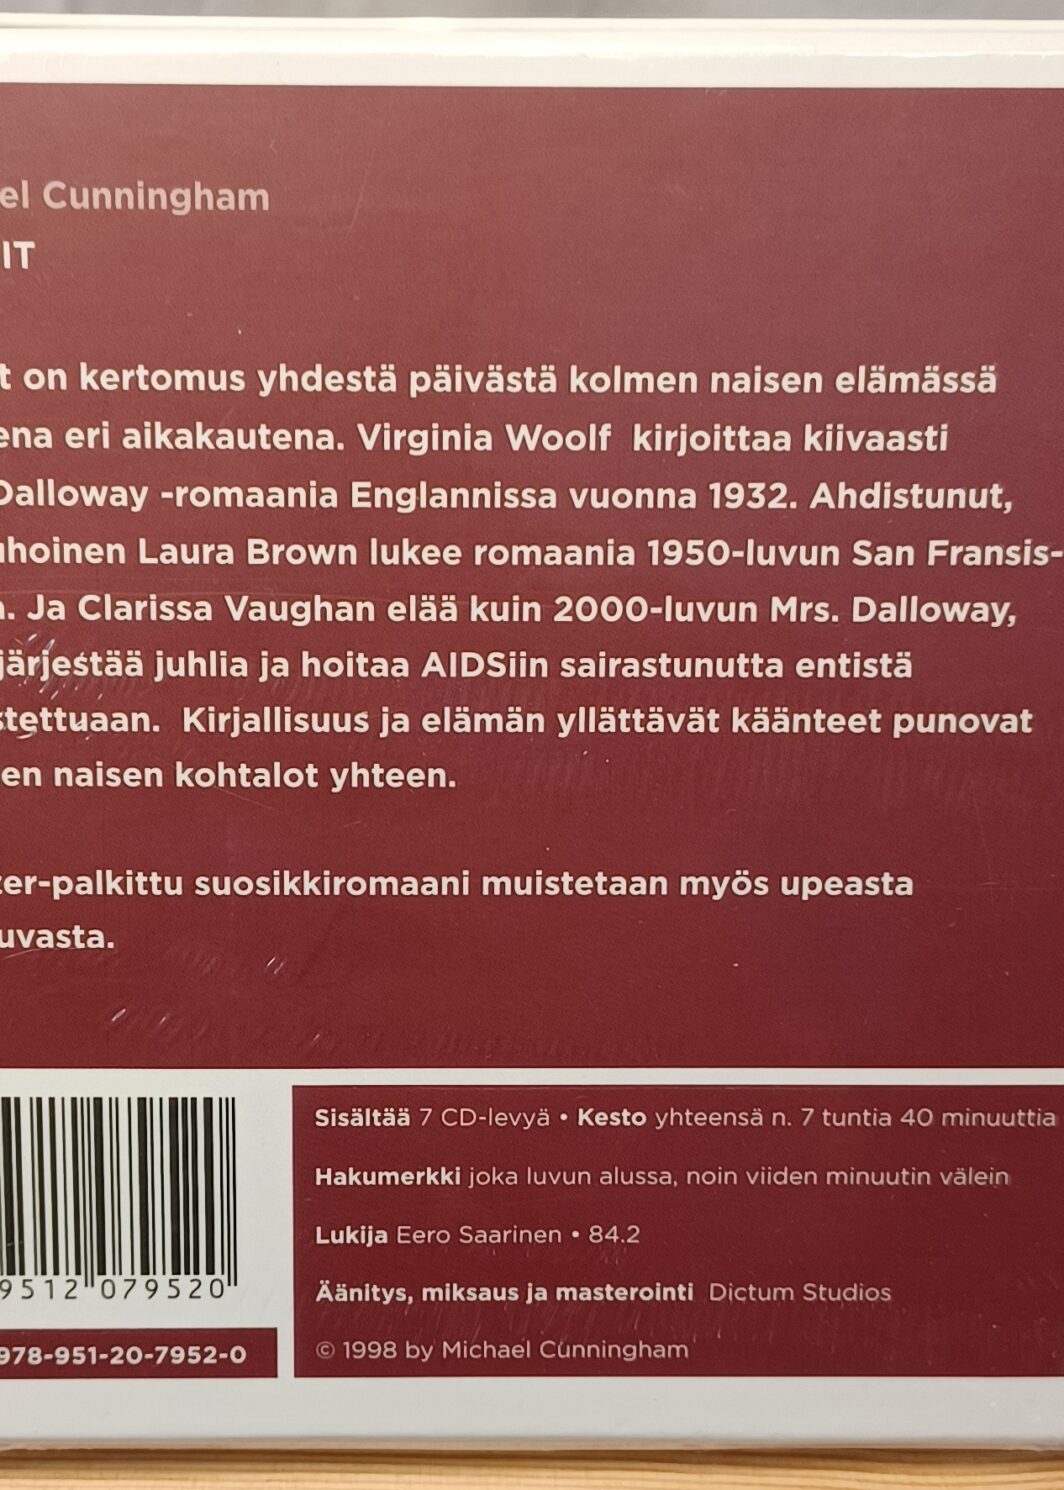 el Cunningham
IT
t on kertomus yhdestä päivästä kolmen naisen elämässä
ena eri aikakautena. Virginia Woolf kirjoittaa kiivaasti
Dalloway -romaania Englannissa vuonna 1932. Ahdistunut,
hoinen Laura Brown lukee romaania 1950-luvun San Fransis-
. Ja Clarissa Vaughan elää kuin 2000-luvun Mrs. Dalloway,
järjestää juhlia ja hoitaa AIDSiin sairastunutta entistä
stettuaan. Kirjallisuus ja elämän yllättävät käänteet punovat
en naisen kohtalot yhteen.
zer-palkittu suosikkiromaani muistetaan myös upeasta
uvasta.
Sisältää 7 CD-levyä • Kesto yhteensä n. 7 tuntia 40 minuuttia
Hakumerkki joka luvun alussa, noin viiden minuutin välein
Lukija Eero Saarinen • 84.2
Äänitys, miksaus ja masterointi Dictum Studios
© 1998 by Michael Cunningham
9512 079520
978-951-20-7952-0